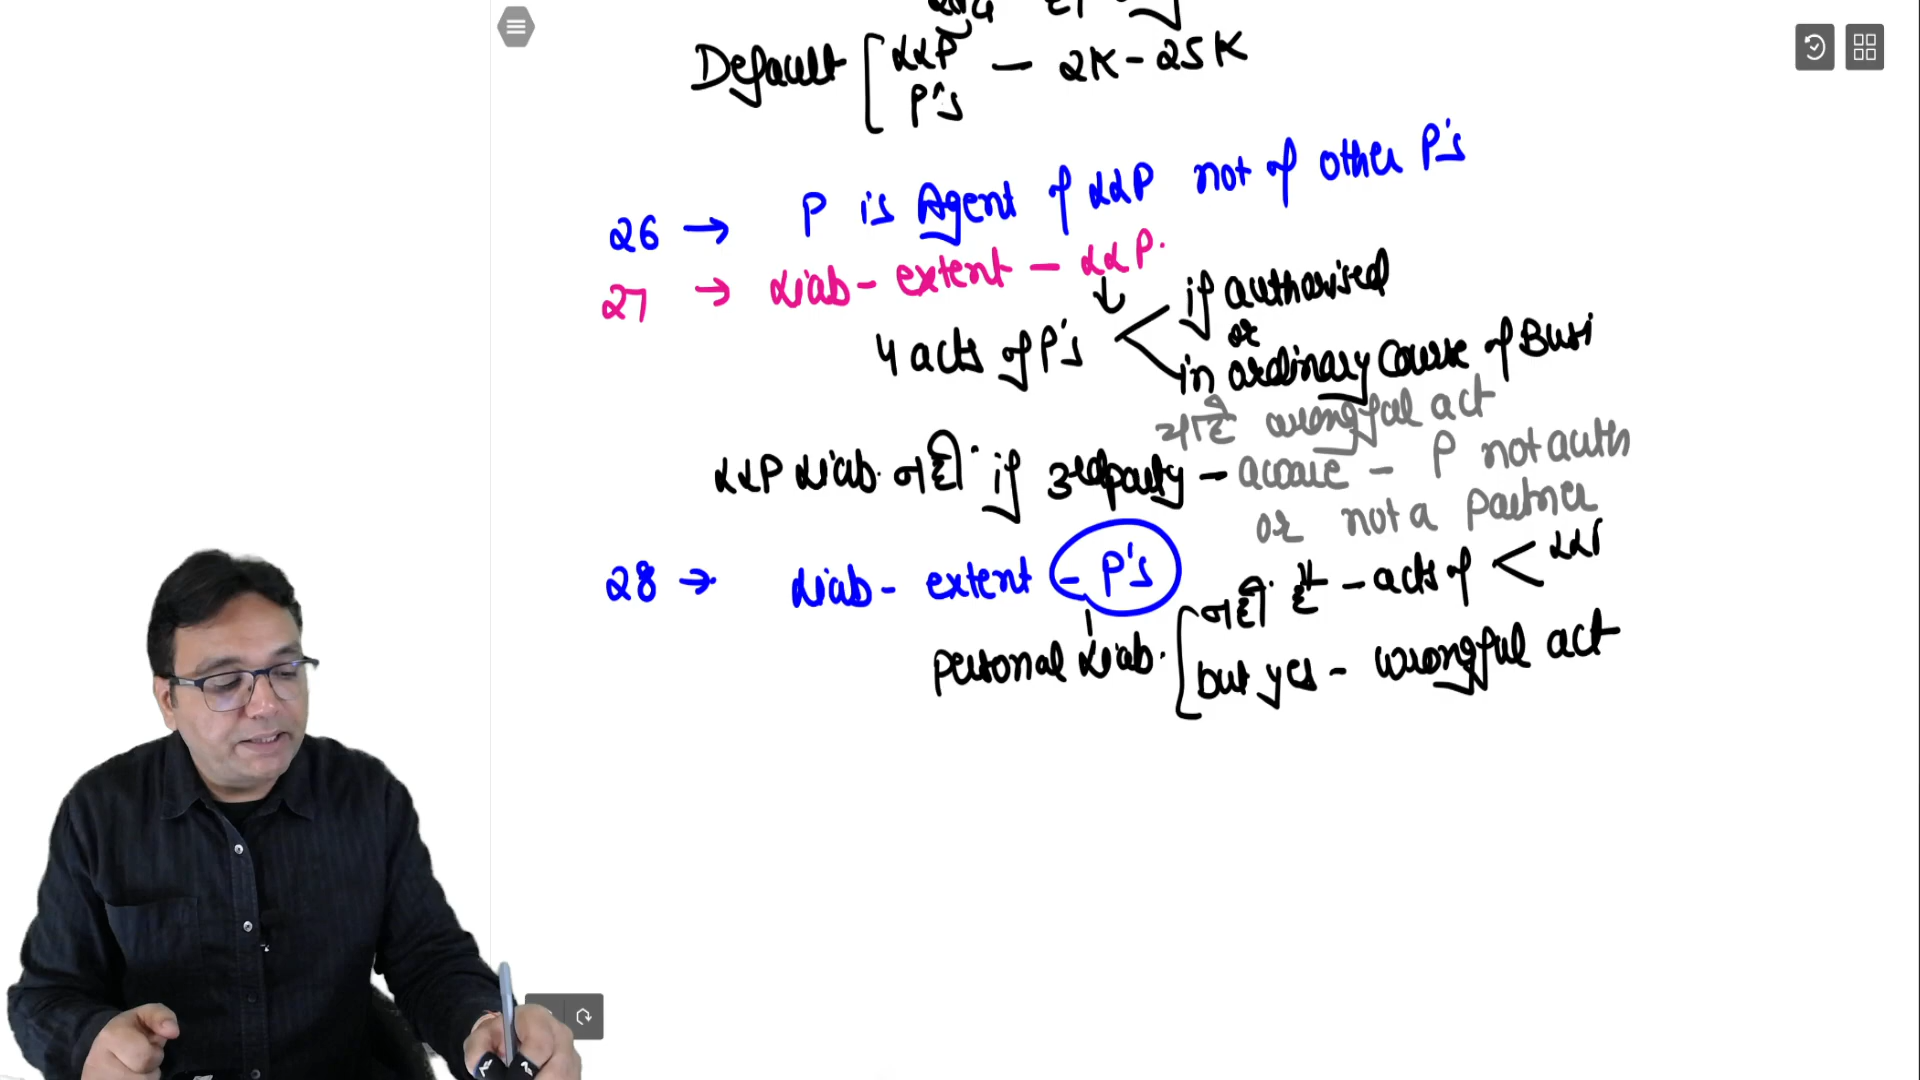 Default [ LLP — 2K - 25K
P's
26 → P is Agent of LLP not of other P's
27 → Liab - extent - LLP.
↓
if authorised
or
4 acts of P's < in ordinary Course of Busi
चाहे wrongful act
LLP Liab. नहीं if 3rd party - aware - P not auth
or not a Partner
28 → Liab - extent - P's
नहीं है - acts of < LLP
personal Liab. [ but yes - wrongful act